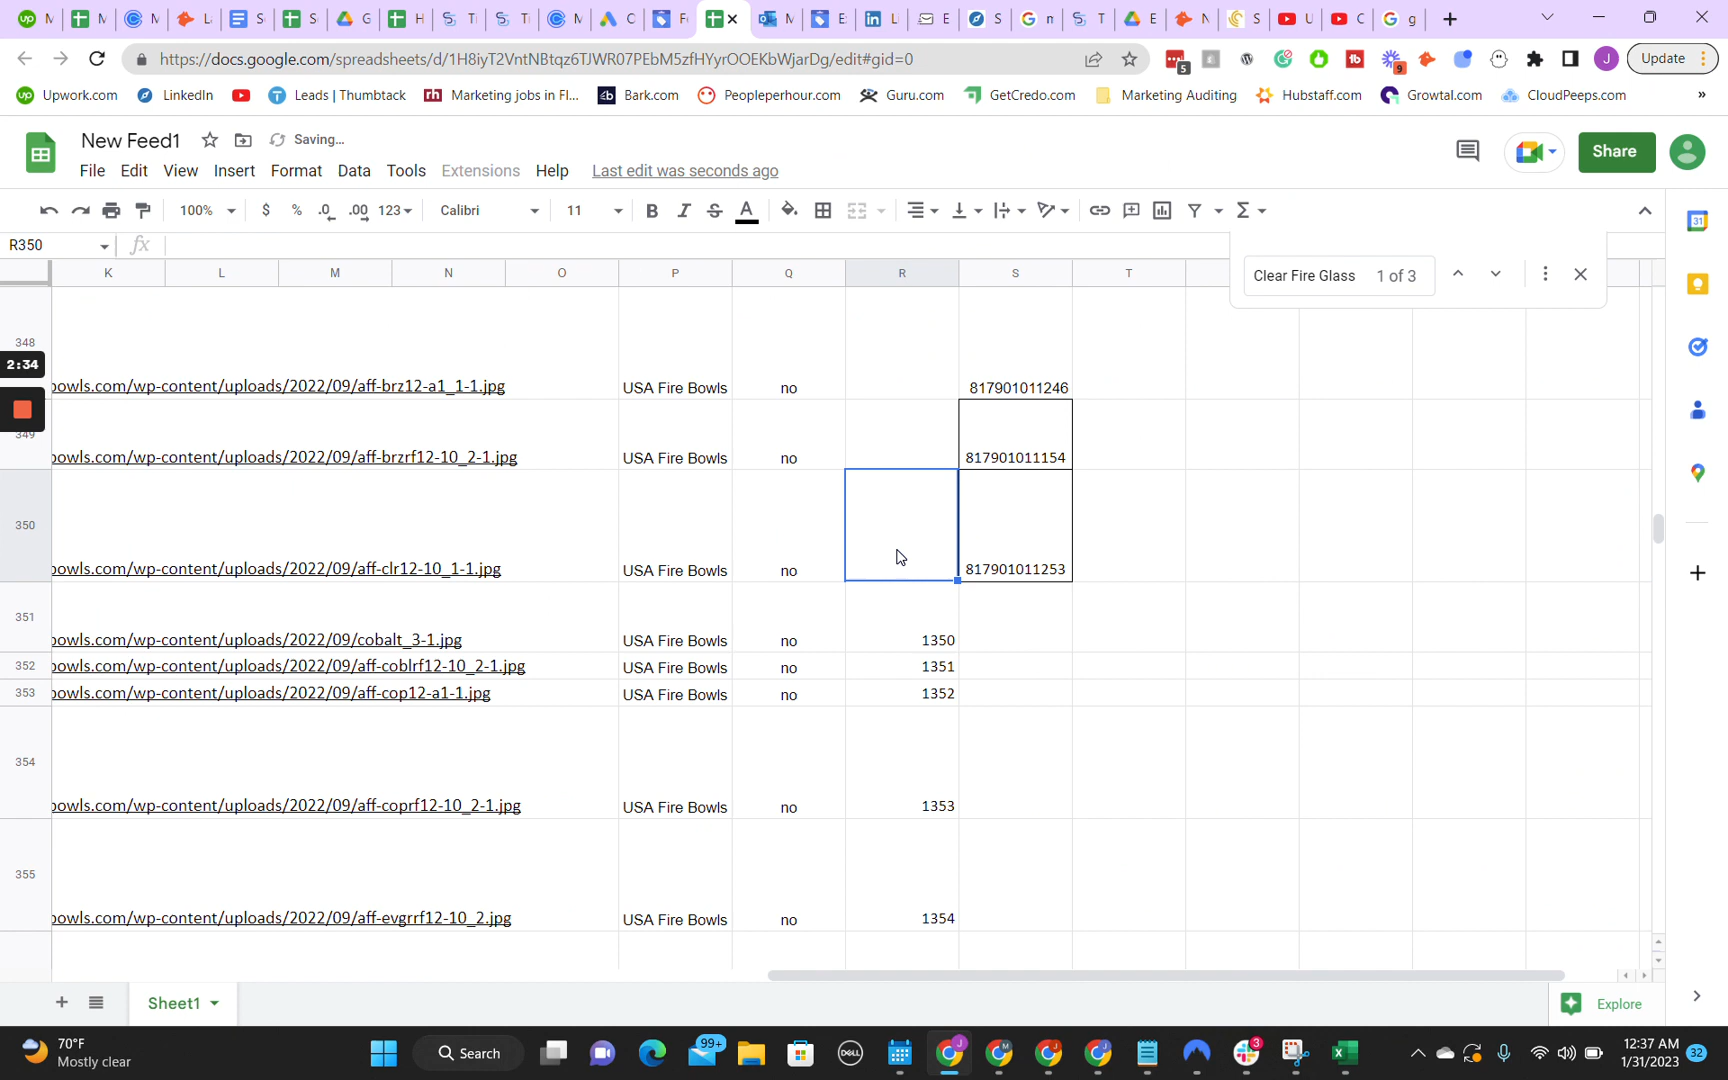 M M M L S S G H S T M C F M E L E S n T E N S U C g
https://docs.google.com/spreadsheets/d/1H8iyT2VntNBtqz6TJWR07PEbM5zfHYyrOOEKbWjarDg/edit#gid=0
5 9 J Update
Upwork.com LinkedIn Leads | Thumbtack Marketing jobs in Fl... Bark.com Peopleperhour.com Guru.com GetCredo.com Marketing Auditing Hubstaff.com Growtal.com CloudPeeps.com »
New Feed1 Saving...
File Edit View Insert Format Data Tools Extensions Help Last edit was seconds ago
Share
100% $ % .0 .00 123 Calibri 11 B I S A
R350 fx
K L M N O P Q R S T
Clear Fire Glass 1 of 3
348 bowls.com/wp-content/uploads/2022/09/aff-brz12-a1_1-1.jpg USA Fire Bowls no 817901011246
2:34
349 bowls.com/wp-content/uploads/2022/09/aff-brzrf12-10_2-1.jpg USA Fire Bowls no 817901011154
350 bowls.com/wp-content/uploads/2022/09/aff-clr12-10_1-1.jpg USA Fire Bowls no 817901011253
351 bowls.com/wp-content/uploads/2022/09/cobalt_3-1.jpg USA Fire Bowls no 1350
352 bowls.com/wp-content/uploads/2022/09/aff-coblrf12-10_2-1.jpg USA Fire Bowls no 1351
353 bowls.com/wp-content/uploads/2022/09/aff-cop12-a1-1.jpg USA Fire Bowls no 1352
354 bowls.com/wp-content/uploads/2022/09/aff-coprf12-10_2-1.jpg USA Fire Bowls no 1353
355 bowls.com/wp-content/uploads/2022/09/aff-evgrrf12-10_2.jpg USA Fire Bowls no 1354
Sheet1 Explore
70°F
Mostly clear
Search 99+ DELL 3
12:37 AM
1/31/2023 32